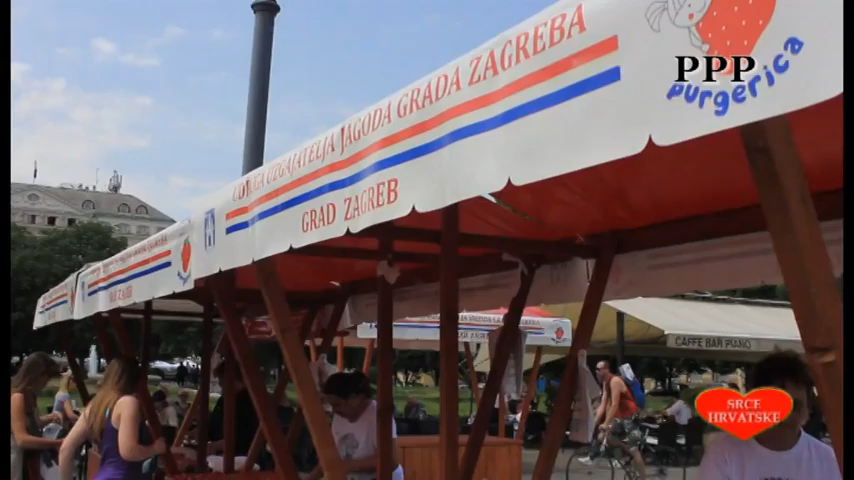 UDRUGA UZGAJATELJA JAGODA GRADA ZAGREBA
GRAD ZAGREB
PPP
purgerica
CAFFE BAR PIANO
SRCE
HRVATSKE